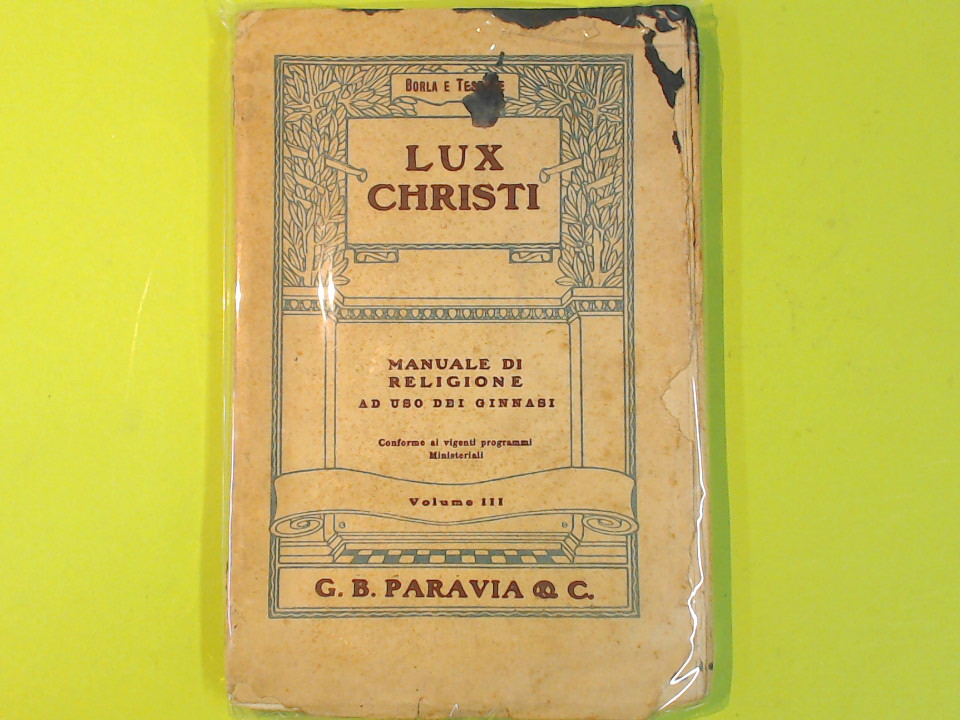 BORLA E
LUX
CHRISTI
MANUALE DI
RELIGIONE
AD USO DEI GINNASI
Conforme ai vigenti programmi
Ministeriali
Volume III
G. B. PARAVIA & C.